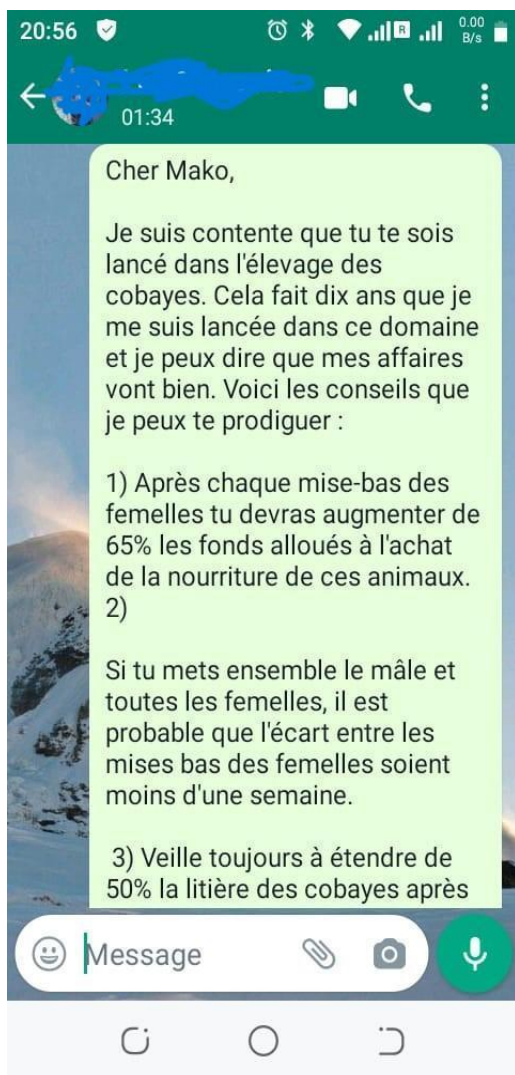 20:56
0.00
B/s
R
01:34
Cher Mako,
Je suis contente que tu te sois
lancé dans l'élevage des
cobayes. Cela fait dix ans que je
me suis lancée dans ce domaine
et je peux dire que mes affaires
vont bien. Voici les conseils que
je peux te prodiguer :
1) Après chaque mise-bas des
femelles tu devras augmenter de
65% les fonds alloués à l'achat
de la nourriture de ces animaux.
2)
Si tu mets ensemble le mâle et
toutes les femelles, il est
probable que l'écart entre les
mises bas des femelles soient
moins d'une semaine.
3) Veille toujours à étendre de
50% la litière des cobayes après
Message